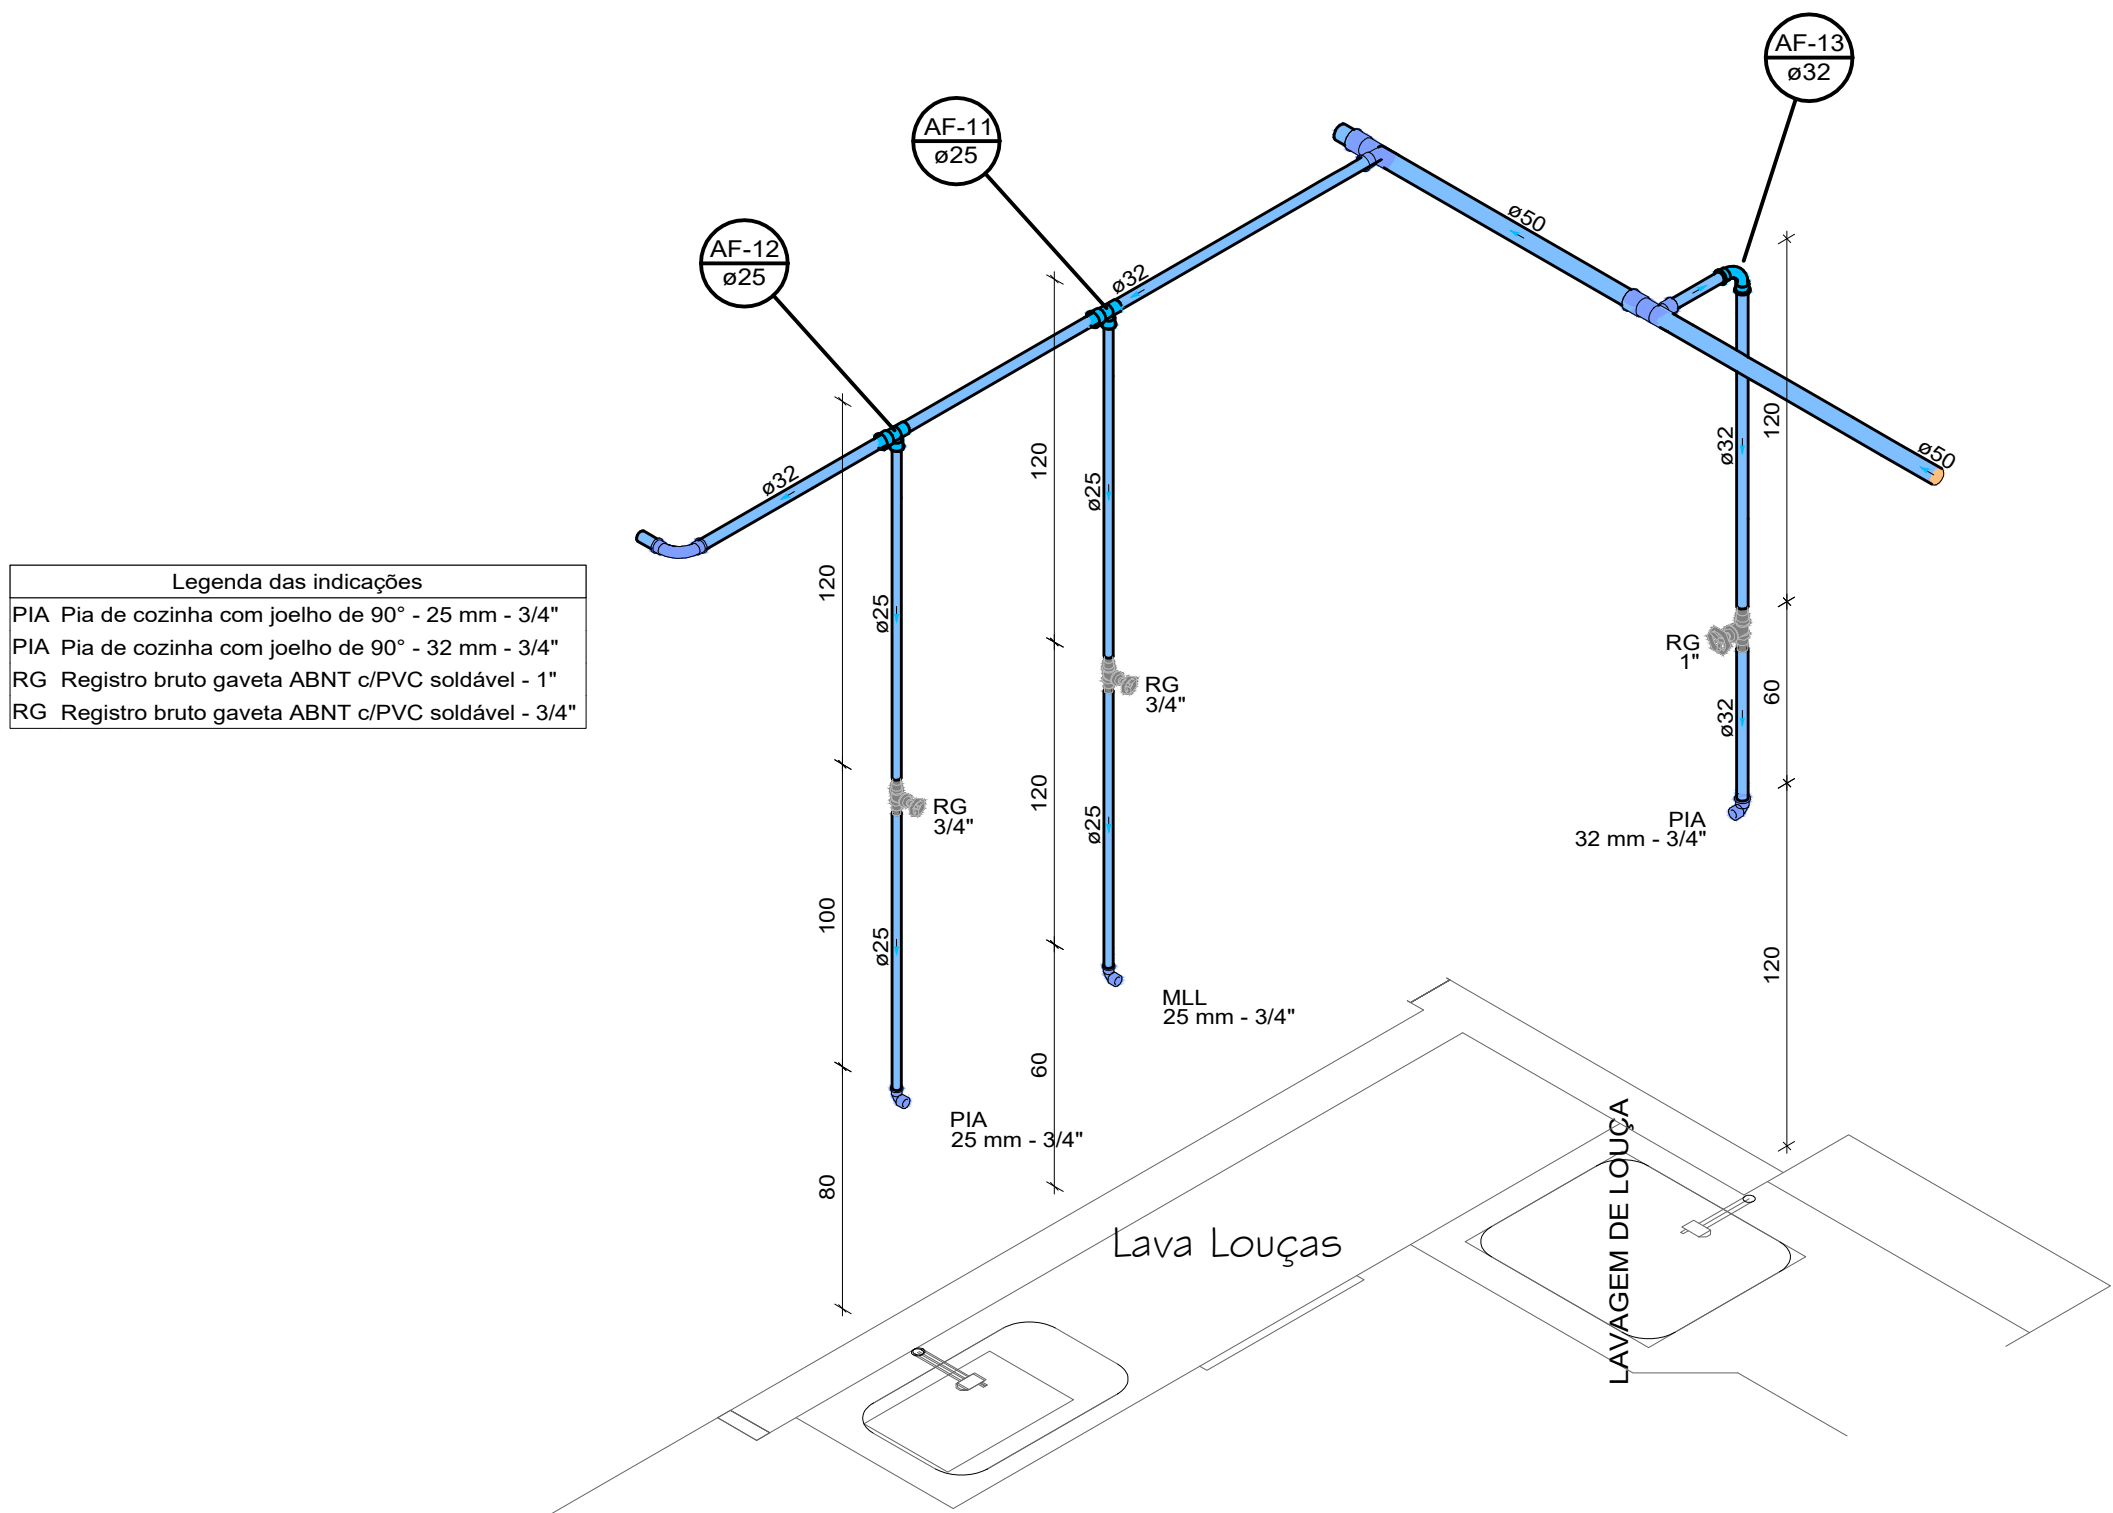 AF-13
ø32
AF-11
ø25
AF-12
ø25
ø50
ø32
ø50
ø32
120
120
120
ø32
ø25
ø25
Legenda das indicações
PIA Pia de cozinha com joelho de 90° - 25 mm - 3/4"
PIA Pia de cozinha com joelho de 90° - 32 mm - 3/4"
RG Registro bruto gaveta ABNT c/PVC soldável - 1"
RG Registro bruto gaveta ABNT c/PVC soldável - 3/4"
RG
1"
RG
3/4"
60
ø32
RG
3/4"
120
ø25
PIA
32 mm - 3/4"
100
ø25
120
MLL
25 mm - 3/4"
60
PIA
25 mm - 3/4"
80
Lava Louças
LAVAGEM DE LOUÇA